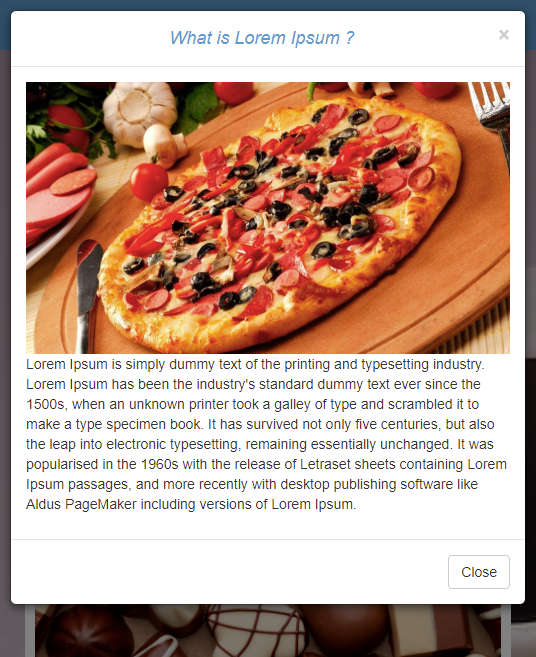 What is Lorem Ipsum ?
×
Lorem Ipsum is simply dummy text of the printing and typesetting industry.
Lorem Ipsum has been the industry's standard dummy text ever since the
1500s, when an unknown printer took a galley of type and scrambled it to
make a type specimen book. It has survived not only five centuries, but also
the leap into electronic typesetting, remaining essentially unchanged. It was
popularised in the 1960s with the release of Letraset sheets containing Lorem
Ipsum passages, and more recently with desktop publishing software like
Aldus PageMaker including versions of Lorem Ipsum.
Close